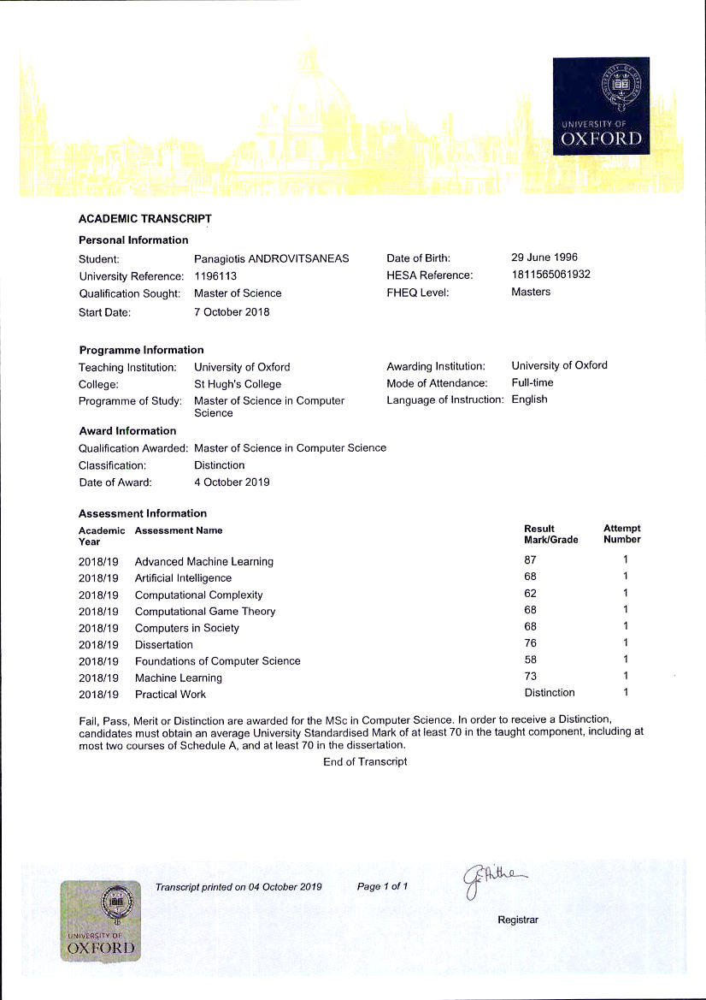 UNIVERSITY OF
OXFORD
ACADEMIC TRANSCRIPT
Personal Information
Student: Panagiotis ANDROVITSANEAS Date of Birth: 29 June 1996
University Reference: 1196113 HESA Reference: 1811565061932
Qualification Sought: Master of Science FHEQ Level: Masters
Start Date: 7 October 2018
Programme Information
Teaching Institution: University of Oxford Awarding Institution: University of Oxford
College: St Hugh's College Mode of Attendance: Full-time
Programme of Study: Master of Science in Computer Language of Instruction: English
Science
Award Information
Qualification Awarded: Master of Science in Computer Science
Classification: Distinction
Date of Award: 4 October 2019
Assessment Information
Academic Assessment Name Result Attempt
Year Mark/Grade Number
2018/19 Advanced Machine Learning 87 1
2018/19 Artificial Intelligence 68 1
2018/19 Computational Complexity 62 1
2018/19 Computational Game Theory 68 1
2018/19 Computers in Society 68 1
2018/19 Dissertation 76 1
2018/19 Foundations of Computer Science 58 1
2018/19 Machine Learning 73 1
2018/19 Practical Work Distinction 1
Fail, Pass, Merit or Distinction are awarded for the MSc in Computer Science. In order to receive a Distinction,
candidates must obtain an average University Standardised Mark of at least 70 in the taught component, including at
most two courses of Schedule A, and at least 70 in the dissertation.
End of Transcript
Transcript printed on 04 October 2019 Page 1 of 1
Registrar
UNIVERSITY OF
OXFORD